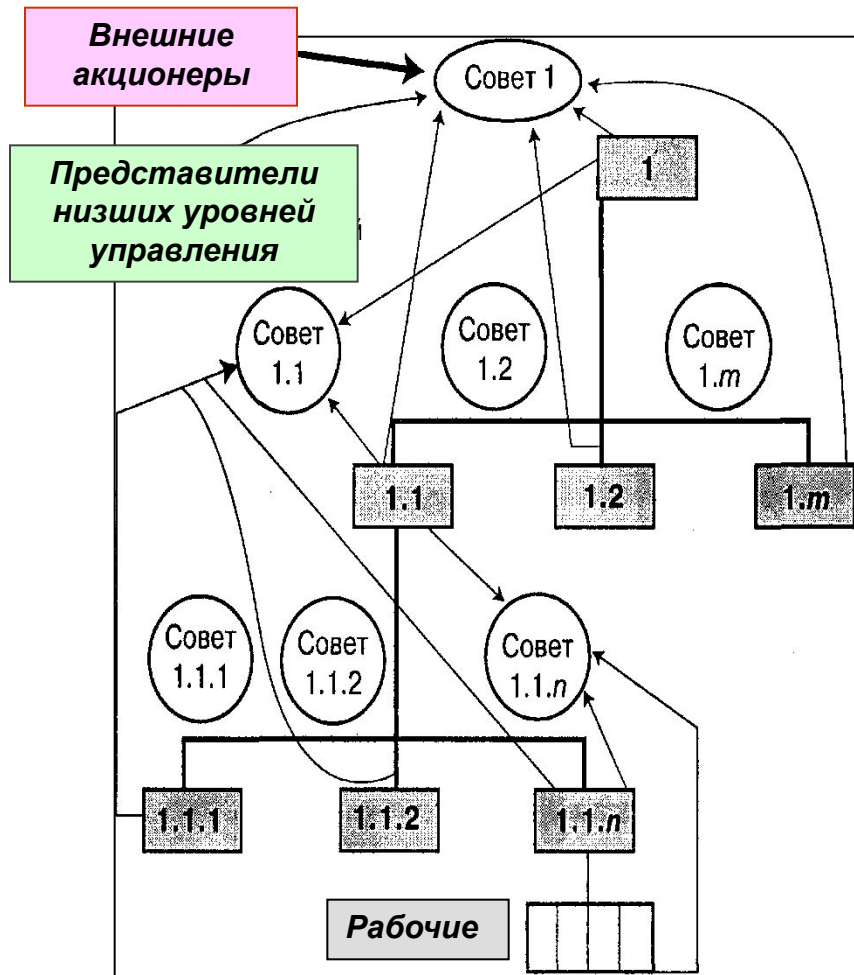 Внешние
акционеры
Совет 1
Представители
низших уровней
управления
1
Совет
1.1
Совет
1.2
Совет
1.m
1.1
1.2
1.m
Совет
1.1.1
Совет
1.1.2
Совет
1.1.n
1.1.1
1.1.2
1.1.n
Рабочие